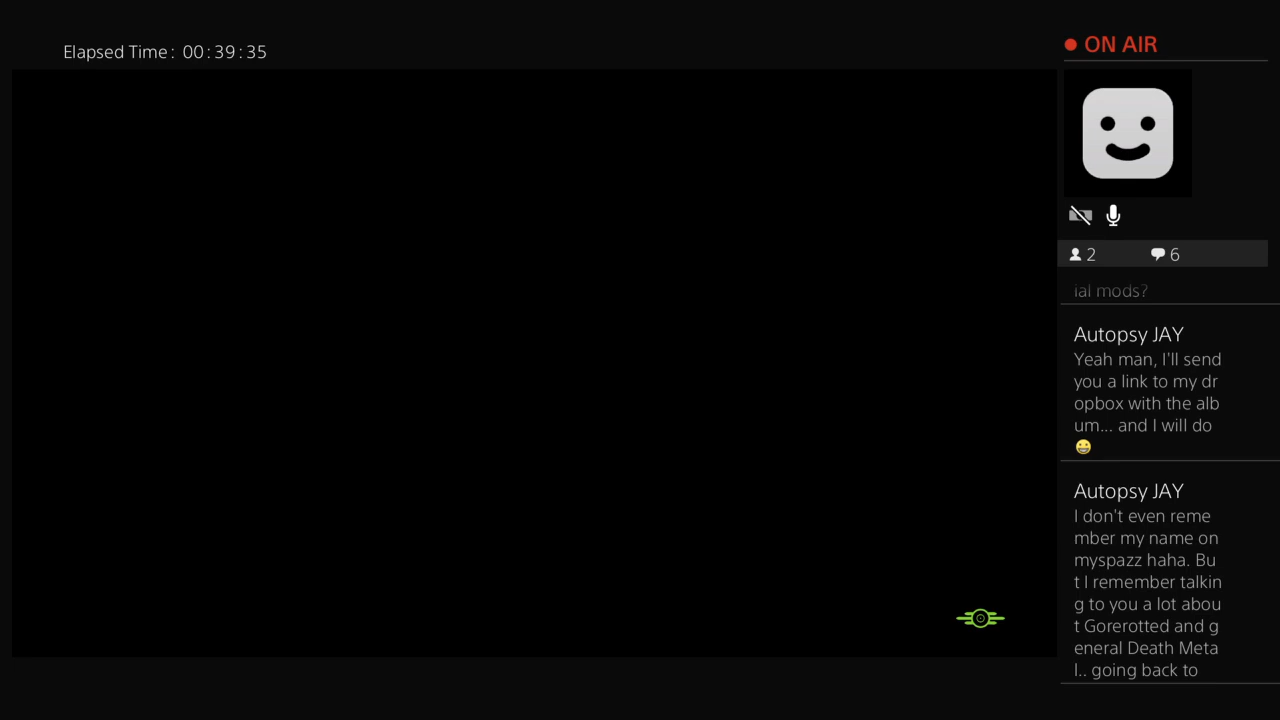 Elapsed Time: 00:39:35
ON AIR
2 6
ial mods?
Autopsy JAY
Yeah man, I'll send
you a link to my dr
opbox with the alb
um... and I will do
😀
Autopsy JAY
I don't even reme
mber my name on
myspazz haha. Bu
t I remember talkin
g to you a lot abou
t Gorerotted and g
eneral Death Meta
l.. going back to